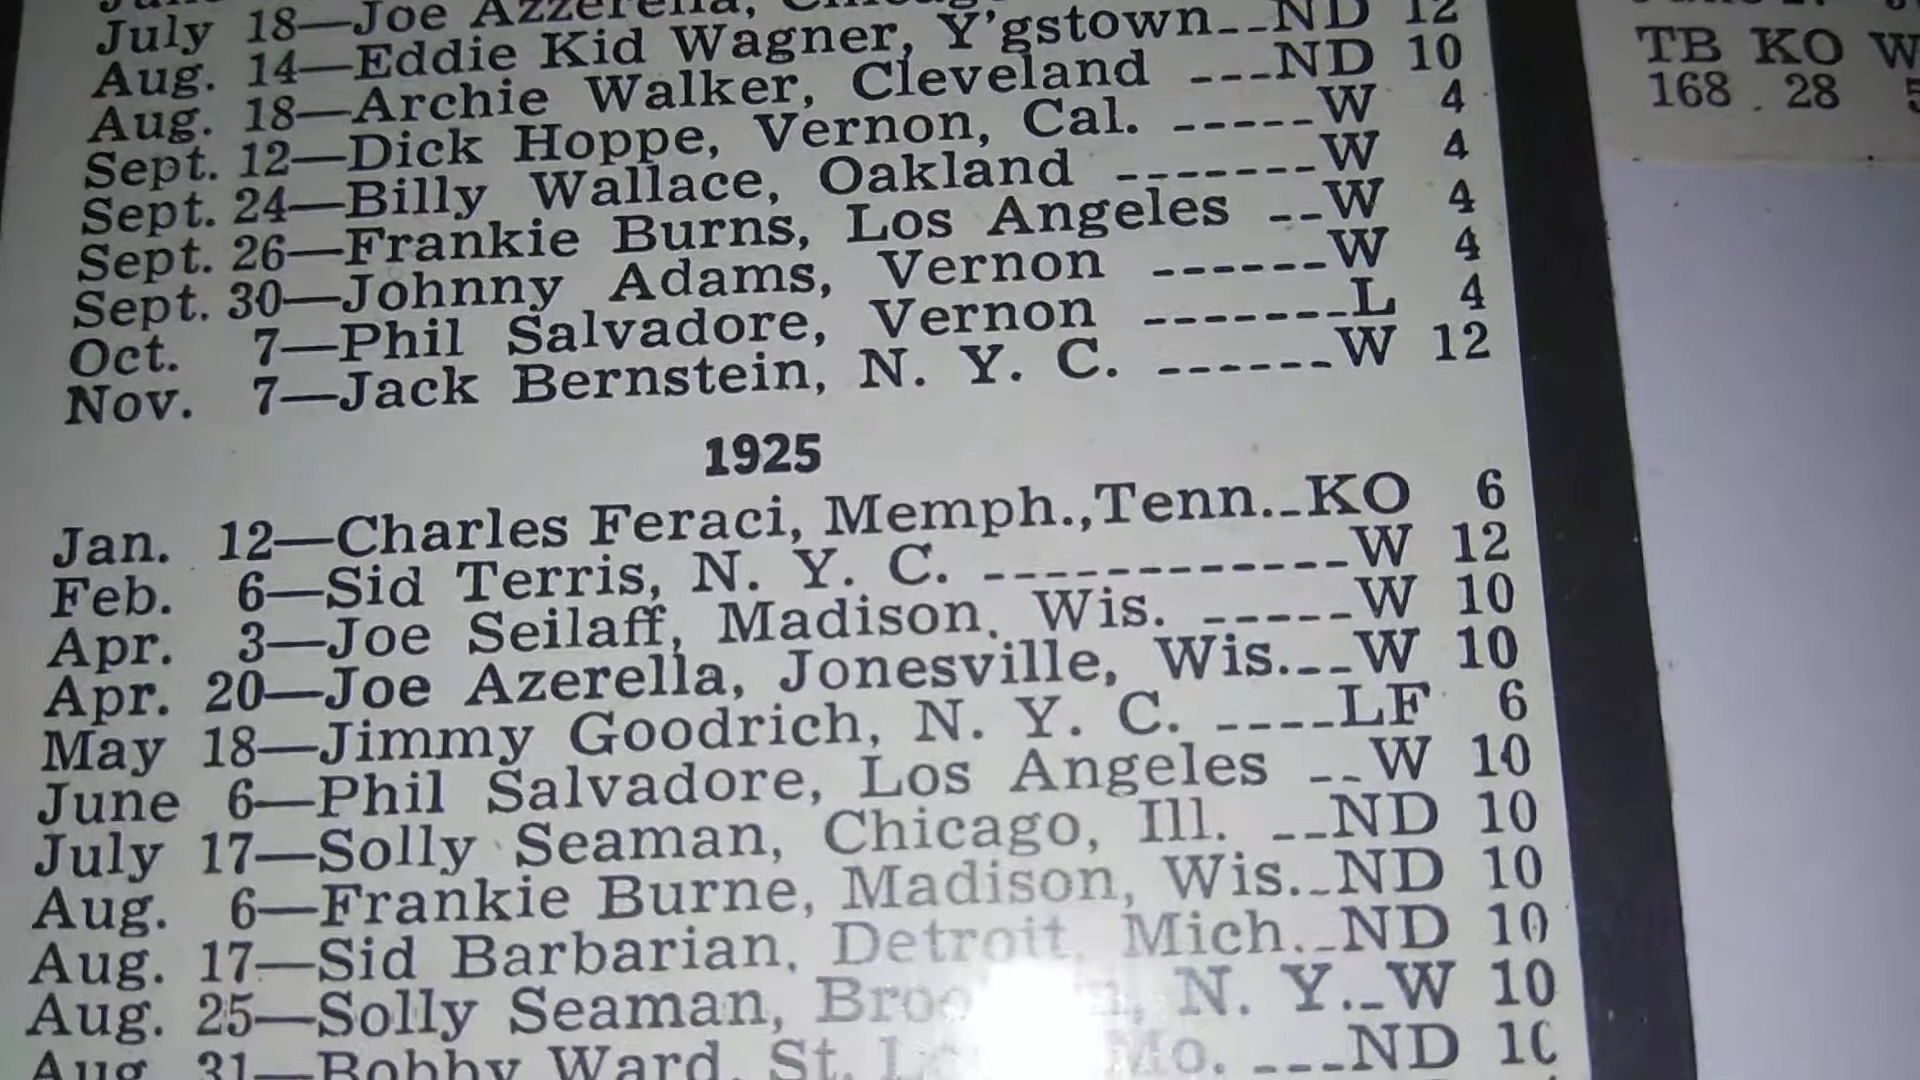 July 18—Joe Azzerella,
Aug. 14—Eddie Kid Wagner, Y'gstown--ND 12
Aug. 18—Archie Walker, Cleveland ---ND 10
Sept. 12—Dick Hoppe, Vernon, Cal. -----W 4
Sept. 24—Billy Wallace, Oakland -------W 4
Sept. 26—Frankie Burns, Los Angeles --W 4
Sept. 30—Johnny Adams, Vernon ------W 4
Oct. 7—Phil Salvadore, Vernon -------L 4
Nov. 7—Jack Bernstein, N. Y. C. ------W 12
1925
Jan. 12—Charles Feraci, Memph.,Tenn.--KO 6
Feb. 6—Sid Terris, N. Y. C. ------------W 12
Apr. 3—Joe Seilaff, Madison, Wis. -----W 10
Apr. 20—Joe Azerella, Jonesville, Wis.--W 10
May 18—Jimmy Goodrich, N. Y. C. ----LF 6
June 6—Phil Salvadore, Los Angeles --W 10
July 17—Solly Seaman, Chicago, Ill. --ND 10
Aug. 6—Frankie Burne, Madison, Wis.--ND 10
Aug. 17—Sid Barbarian, Detroit, Mich.--ND 10
Aug. 25—Solly Seaman, N. Y.--W 10
Aug. 31—Bobby Ward, St. Mo. ---ND 10
TB KO W
168 28